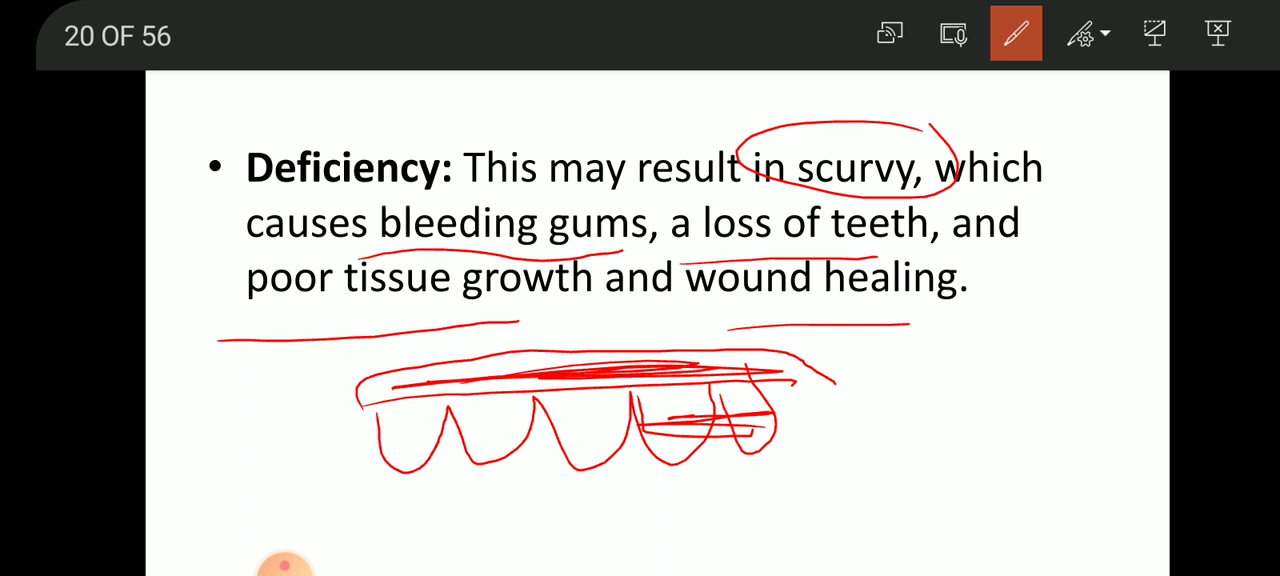 20 OF 56
• Deficiency: This may result in scurvy, which
causes bleeding gums, a loss of teeth, and
poor tissue growth and wound healing.